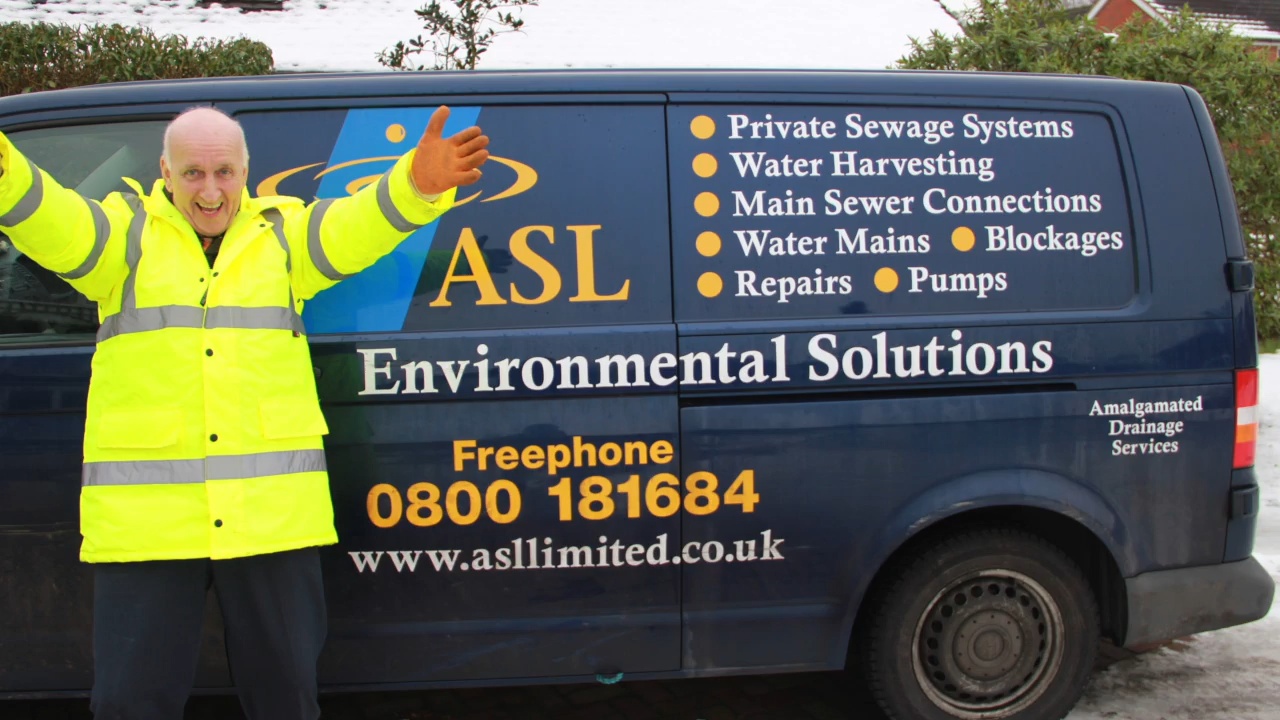 Private Sewage Systems
Water Harvesting
Main Sewer Connections
Water Mains Blockages
Repairs Pumps
ASL
Environmental Solutions
Amalgamated
Drainage
Services
Freephone
0800 181684
www.asllimited.co.uk